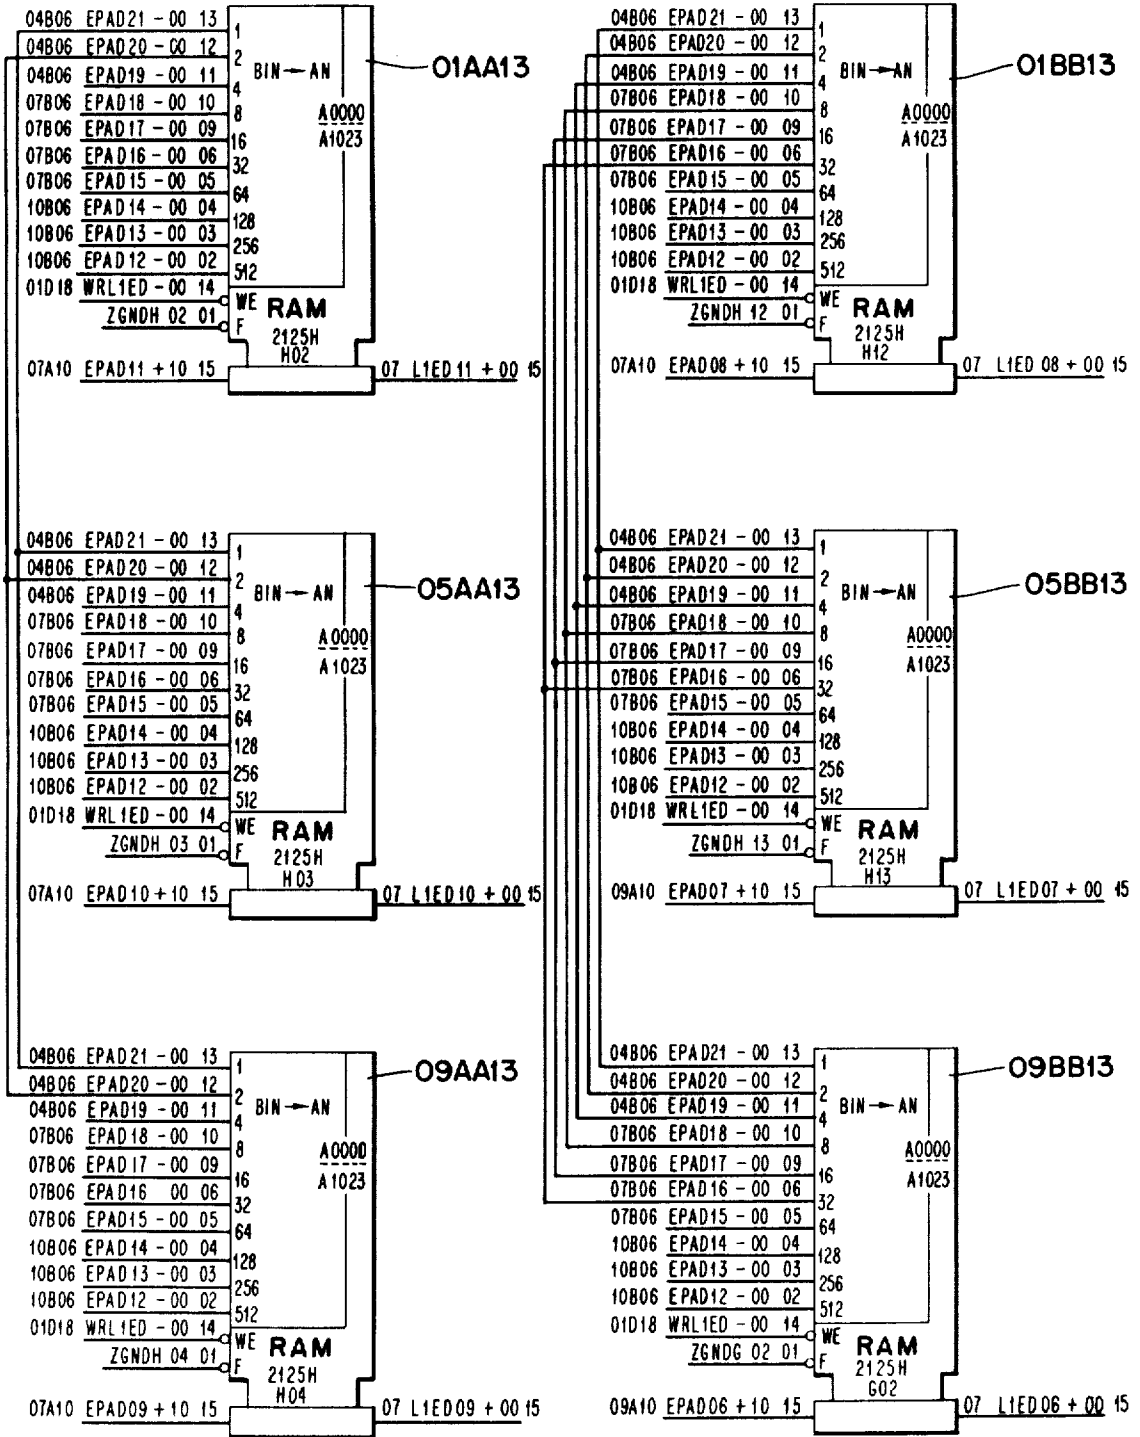 04B06 EPAD21 - 00 13 1
04B06 EPAD20 - 00 12 2
04B06 EPAD19 - 00 11 4
07B06 EPAD18 - 00 10 8
07B06 EPAD17 - 00 09 16
07B06 EPAD16 - 00 06 32
07B06 EPAD15 - 00 05 64
10B06 EPAD14 - 00 04 128
10B06 EPAD13 - 00 03 256
10B06 EPAD12 - 00 02 512
01D18 WRL1ED - 00 14 WE
ZGNDH 02 01 F
BIN → AN
A0000
A1023
RAM
2125H
H02
01AA13
07A10 EPAD11 + 10 15
07 L1ED11 + 00 15
04B06 EPAD21 - 00 13 1
04B06 EPAD20 - 00 12 2
04B06 EPAD19 - 00 11 4
07B06 EPAD18 - 00 10 8
07B06 EPAD17 - 00 09 16
07B06 EPAD16 - 00 06 32
07B06 EPAD15 - 00 05 64
10B06 EPAD14 - 00 04 128
10B06 EPAD13 - 00 03 256
10B06 EPAD12 - 00 02 512
01D18 WRL1ED - 00 14 WE
ZGNDH 12 01 F
BIN → AN
A0000
A1023
RAM
2125H
H12
01BB13
07A10 EPAD08 + 10 15
07 L1ED08 + 00 15
04B06 EPAD21 - 00 13 1
04B06 EPAD20 - 00 12 2
04B06 EPAD19 - 00 11 4
07B06 EPAD18 - 00 10 8
07B06 EPAD17 - 00 09 16
07B06 EPAD16 - 00 06 32
07B06 EPAD15 - 00 05 64
10B06 EPAD14 - 00 04 128
10B06 EPAD13 - 00 03 256
10B06 EPAD12 - 00 02 512
01D18 WRL1ED - 00 14 WE
ZGNDH 03 01 F
BIN → AN
A0000
A1023
RAM
2125H
H03
05AA13
07A10 EPAD10 + 10 15
07 L1ED10 + 00 15
04B06 EPAD21 - 00 13 1
04B06 EPAD20 - 00 12 2
04B06 EPAD19 - 00 11 4
07B06 EPAD18 - 00 10 8
07B06 EPAD17 - 00 09 16
07B06 EPAD16 - 00 06 32
07B06 EPAD15 - 00 05 64
10B06 EPAD14 - 00 04 128
10B06 EPAD13 - 00 03 256
10B06 EPAD12 - 00 02 512
01D18 WRL1ED - 00 14 WE
ZGNDH 13 01 F
BIN → AN
A0000
A1023
RAM
2125H
H13
05BB13
09A10 EPAD07 + 10 15
07 L1ED07 + 00 15
04B06 EPAD21 - 00 13 1
04B06 EPAD20 - 00 12 2
04B06 EPAD19 - 00 11 4
07B06 EPAD18 - 00 10 8
07B06 EPAD17 - 00 09 16
07B06 EPAD16 00 06 32
07B06 EPAD15 - 00 05 64
10B06 EPAD14 - 00 04 128
10B06 EPAD13 - 00 03 256
10B06 EPAD12 - 00 02 512
01D18 WRL1ED - 00 14 WE
ZGNDH 04 01 F
BIN → AN
A0000
A1023
RAM
2125H
H04
09AA13
07A10 EPAD09 + 10 15
07 L1ED09 + 00 15
04B06 EPAD21 - 00 13 1
04B06 EPAD20 - 00 12 2
04B06 EPAD19 - 00 11 4
07B06 EPAD18 - 00 10 8
07B06 EPAD17 - 00 09 16
07B06 EPAD16 - 00 06 32
07B06 EPAD15 - 00 05 64
10B06 EPAD14 - 00 04 128
10B06 EPAD13 - 00 03 256
10B06 EPAD12 - 00 02 512
01D18 WRL1ED - 00 14 WE
ZGNDG 02 01 F
BIN → AN
A0000
A1023
RAM
2125H
G02
09BB13
09A10 EPAD06 + 10 15
07 L1ED06 + 00 15